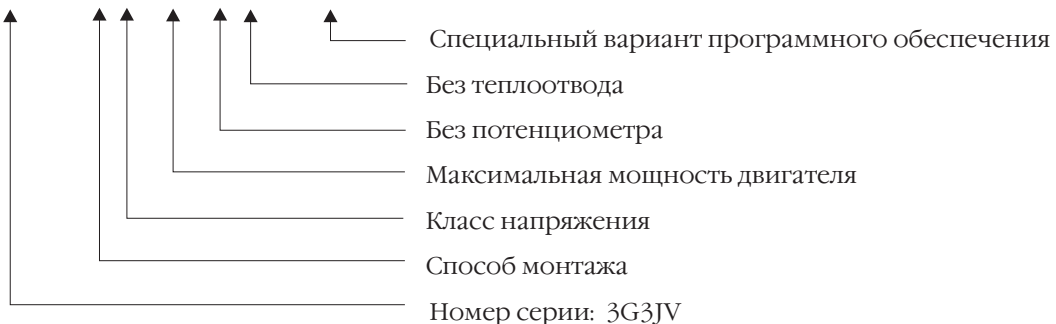 Специальный вариант программного обеспечения
Без теплоотвода
Без потенциометра
Максимальная мощность двигателя
Класс напряжения
Способ монтажа
Номер серии: 3G3JV